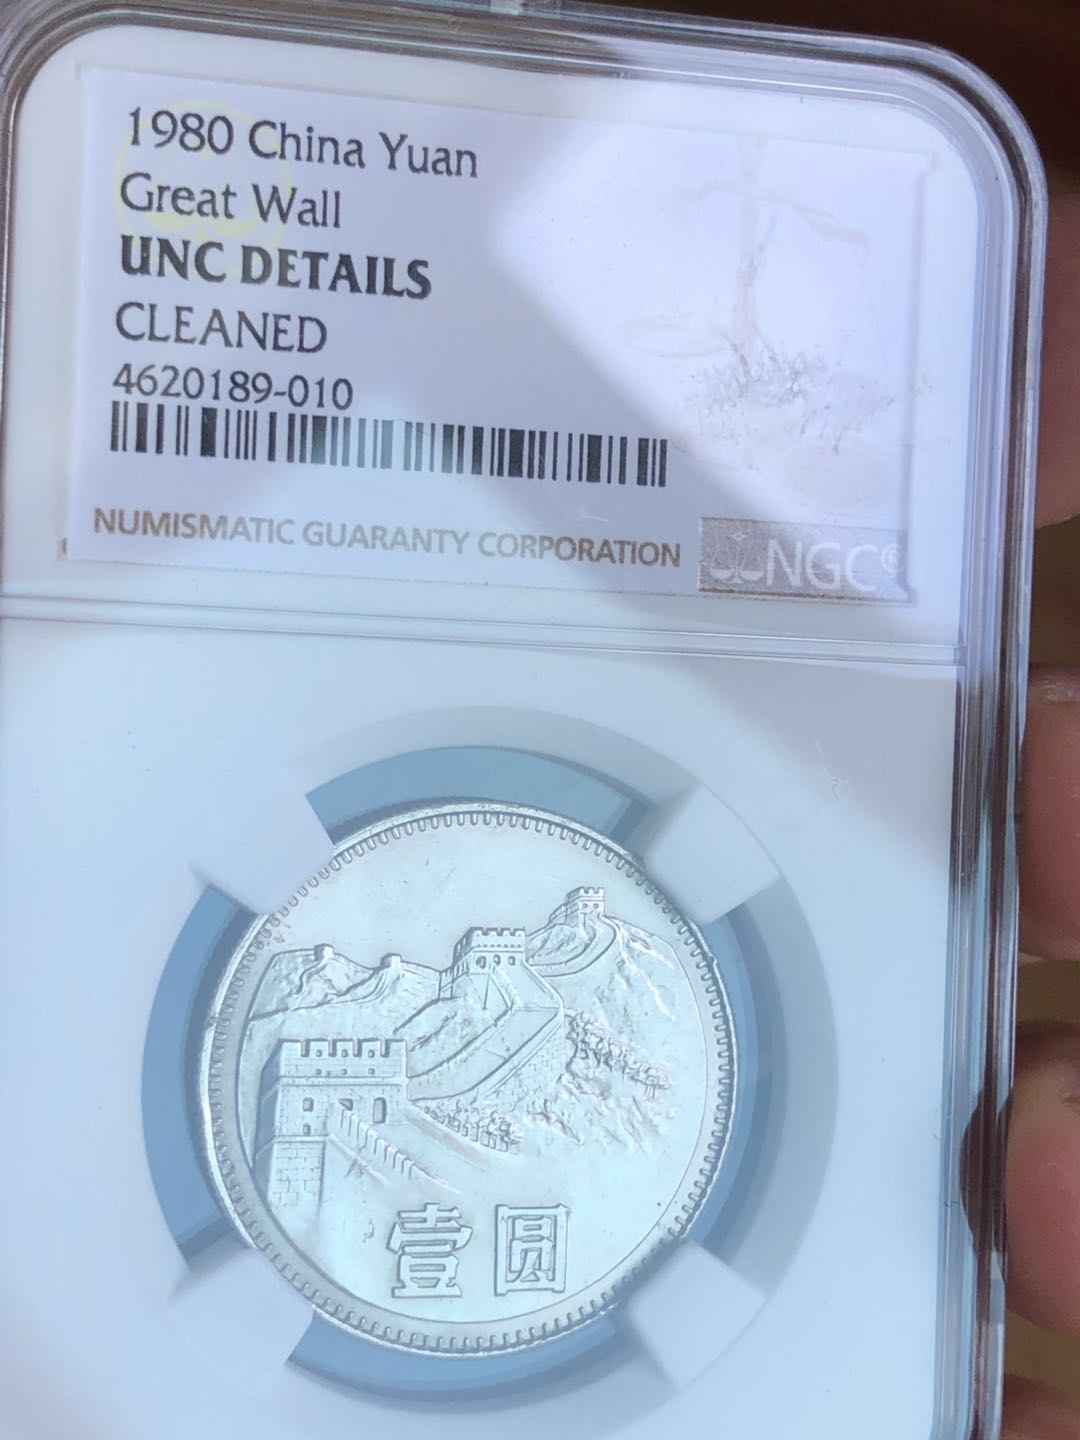 1980 China Yuan
Great Wall
UNC DETAILS
CLEANED
4620189-010
NUMISMATIC GUARANTY CORPORATION
NGC®
壹圆